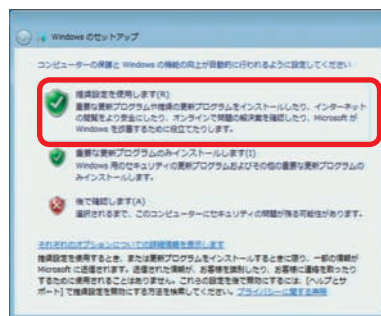 Windows のセットアップ
コンピューターの保護と Windows の機能の向上が自動的に行われるように設定してください
推奨設定を使用します(R)
重要な更新プログラムや推奨の更新プログラムをインストールしたり、インターネット
の閲覧をより安全にしたり、オンラインで問題の解決策を確認したり、Microsoft が
Windows を改善するために役立てたりします。
重要な更新プログラムのみインストールします(I)
Windows 用のセキュリティの更新プログラムおよびその他の重要な更新プログラムの
みインストールします。
後で確認します(A)
選択されるまで、このコンピューターにセキュリティの問題が残る可能性があります。
それぞれのオプションについての詳細情報を表示します
推奨設定を使用するとき、または更新プログラムをインストールするときに限り、一部の情報が
Microsoft に送信されます。送信された情報が、お客様を識別したり、お客様に連絡を取ったり
するために使用されることはありません。これらの設定を後で無効にするには、[ヘルプとサ
ポート] で推奨設定を無効にする方法を検索してください。プライバシーに関する声明